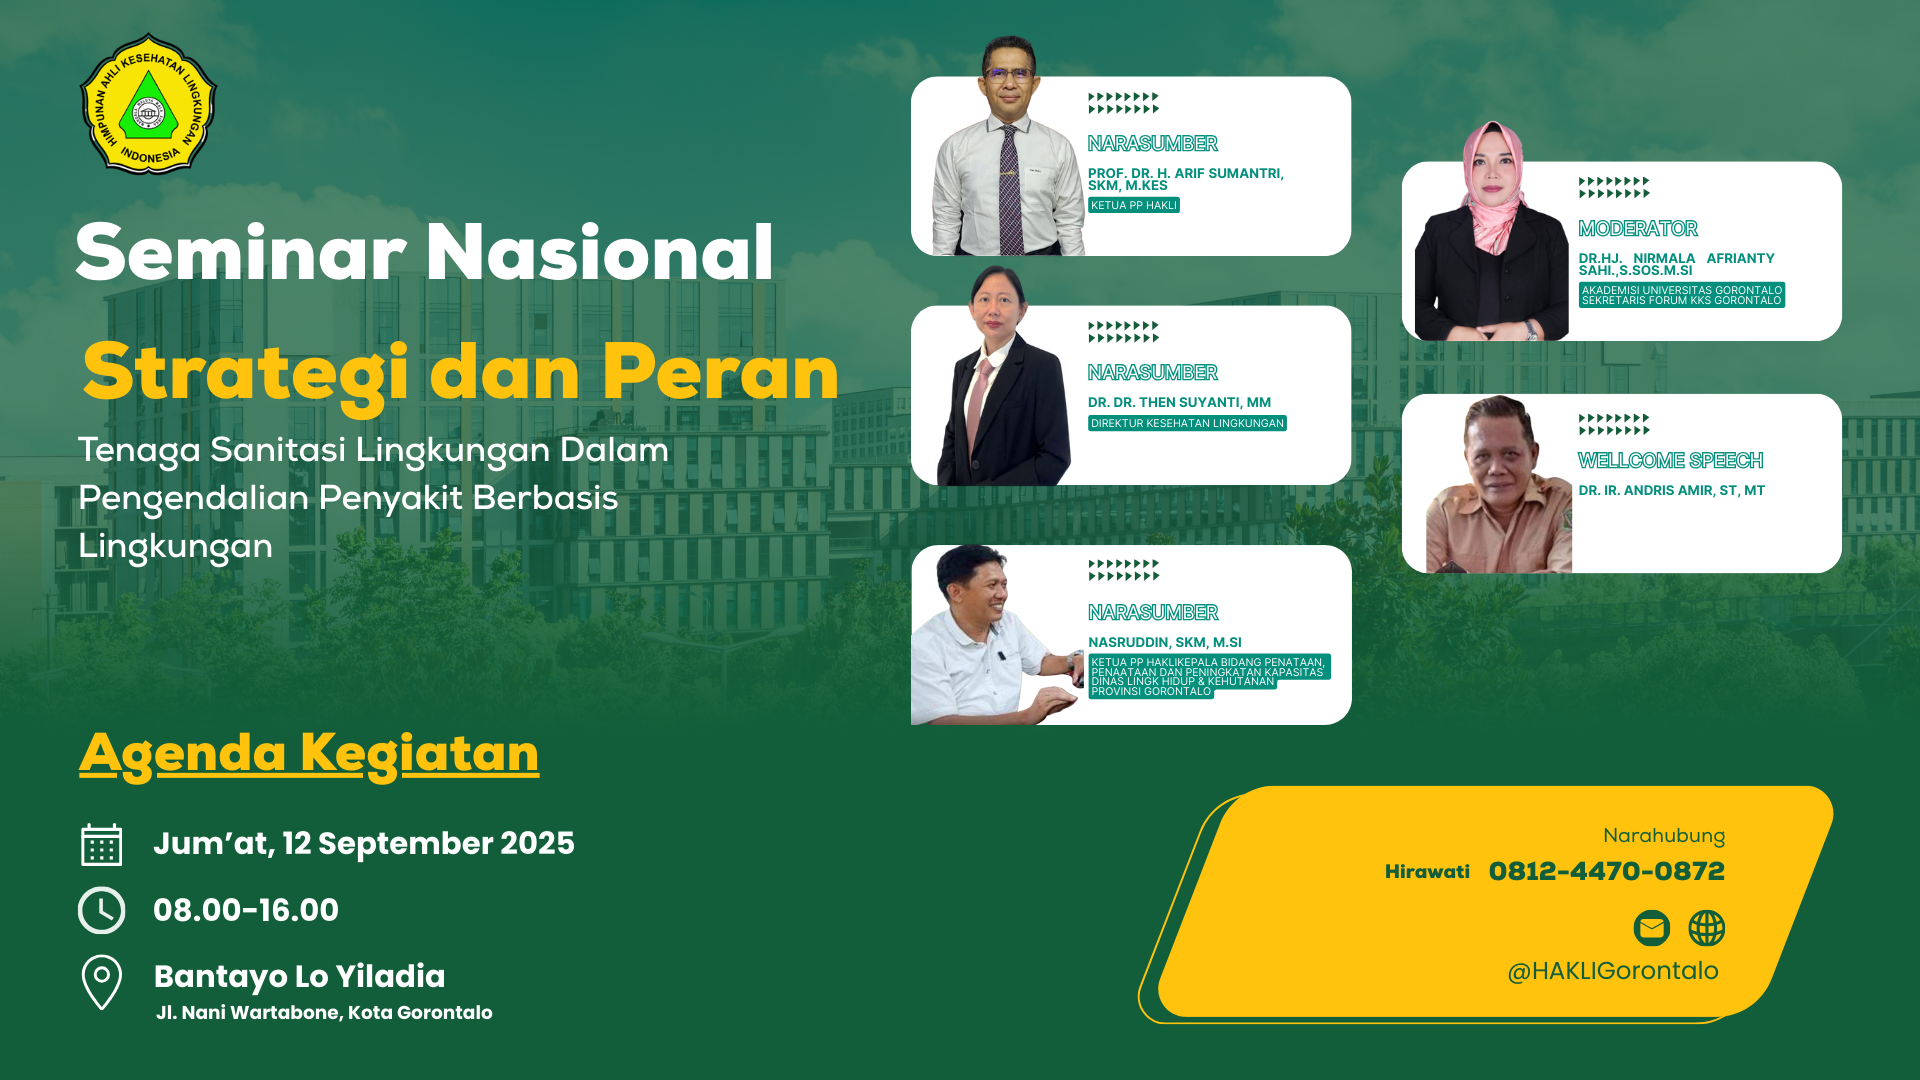 HIMPUNAN AHLI KESEHATAN LINGKUNGAN
INDONESIA
Seminar Nasional
Strategi dan Peran
Tenaga Sanitasi Lingkungan Dalam
Pengendalian Penyakit Berbasis
Lingkungan
NARASUMBER
PROF. DR. H. ARIF SUMANTRI,
SKM, M.KES
KETUA PP HAKLI
NARASUMBER
DR. DR. THEN SUYANTI, MM
DIREKTUR KESEHATAN LINGKUNGAN
NARASUMBER
NASRUDDIN, SKM, M.SI
KETUA PP HAKLIKEPALA BIDANG PENATAAN,
PENAATAAN DAN PENINGKATAN KAPASITAS
DINAS LINGK HIDUP & KEHUTANAN
PROVINSI GORONTALO
MODERATOR
DR.HJ. NIRMALA AFRIANTY
SAHI.,S.SOS.M.SI
AKADEMISI UNIVERSITAS GORONTALO
SEKRETARIS FORUM KKS GORONTALO
WELLCOME SPEECH
DR. IR. ANDRIS AMIR, ST, MT
Agenda Kegiatan
Jum’at, 12 September 2025
08.00-16.00
Bantayo Lo Yiladia
Jl. Nani Wartabone, Kota Gorontalo
Narahubung
Hirawati 0812-4470-0872
@HAKLIGorontalo